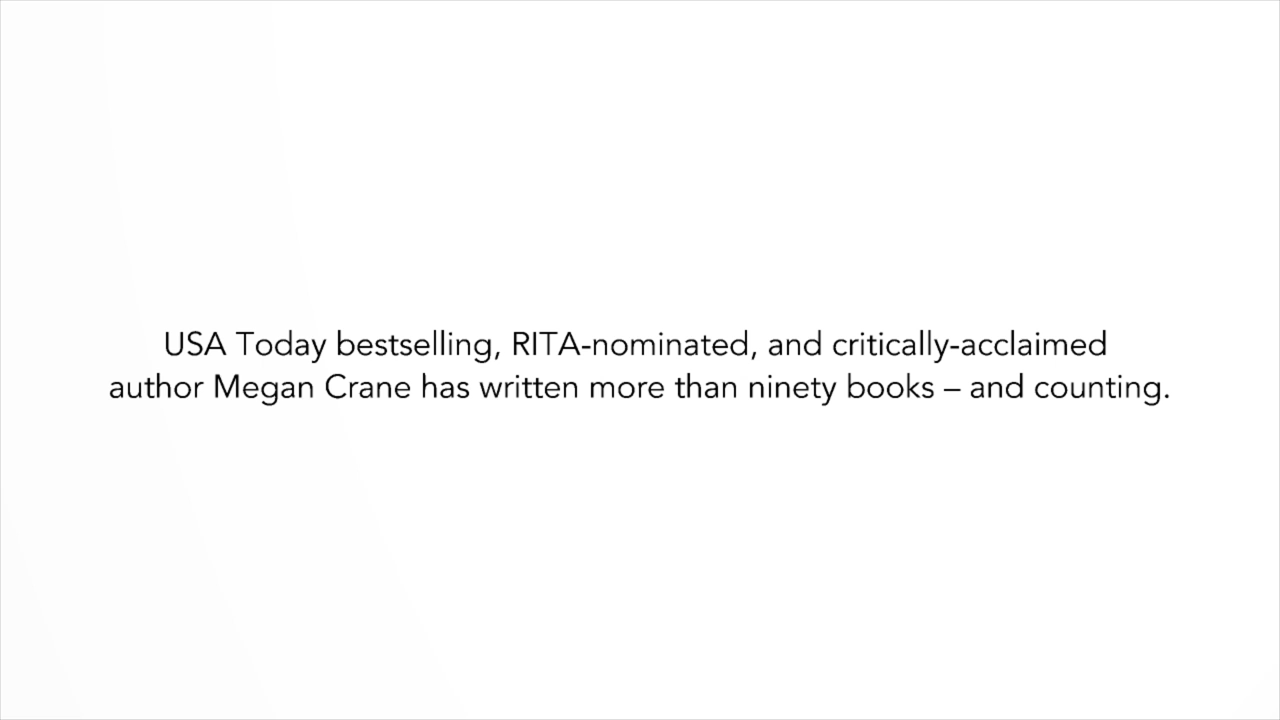 USA Today bestselling, RITA-nominated, and critically-acclaimed
author Megan Crane has written more than ninety books – and counting.